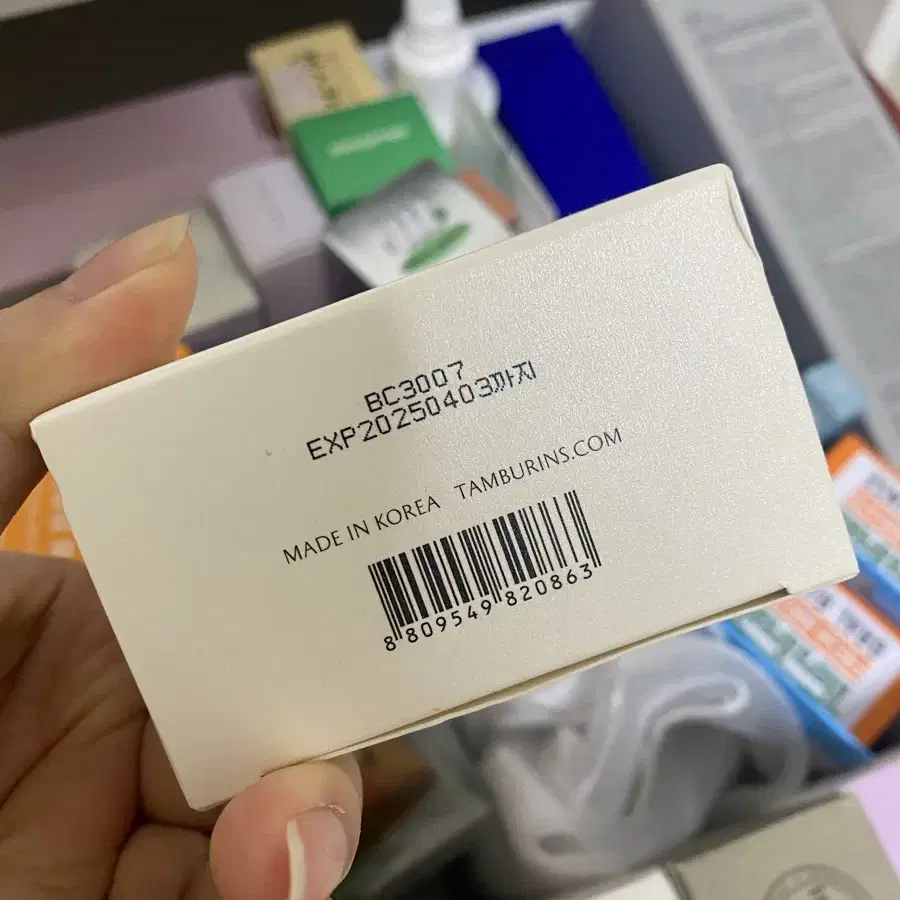 BC3007
EXP20250403까지
MADE IN KOREA TAMBURINS.COM
8 809549 820863